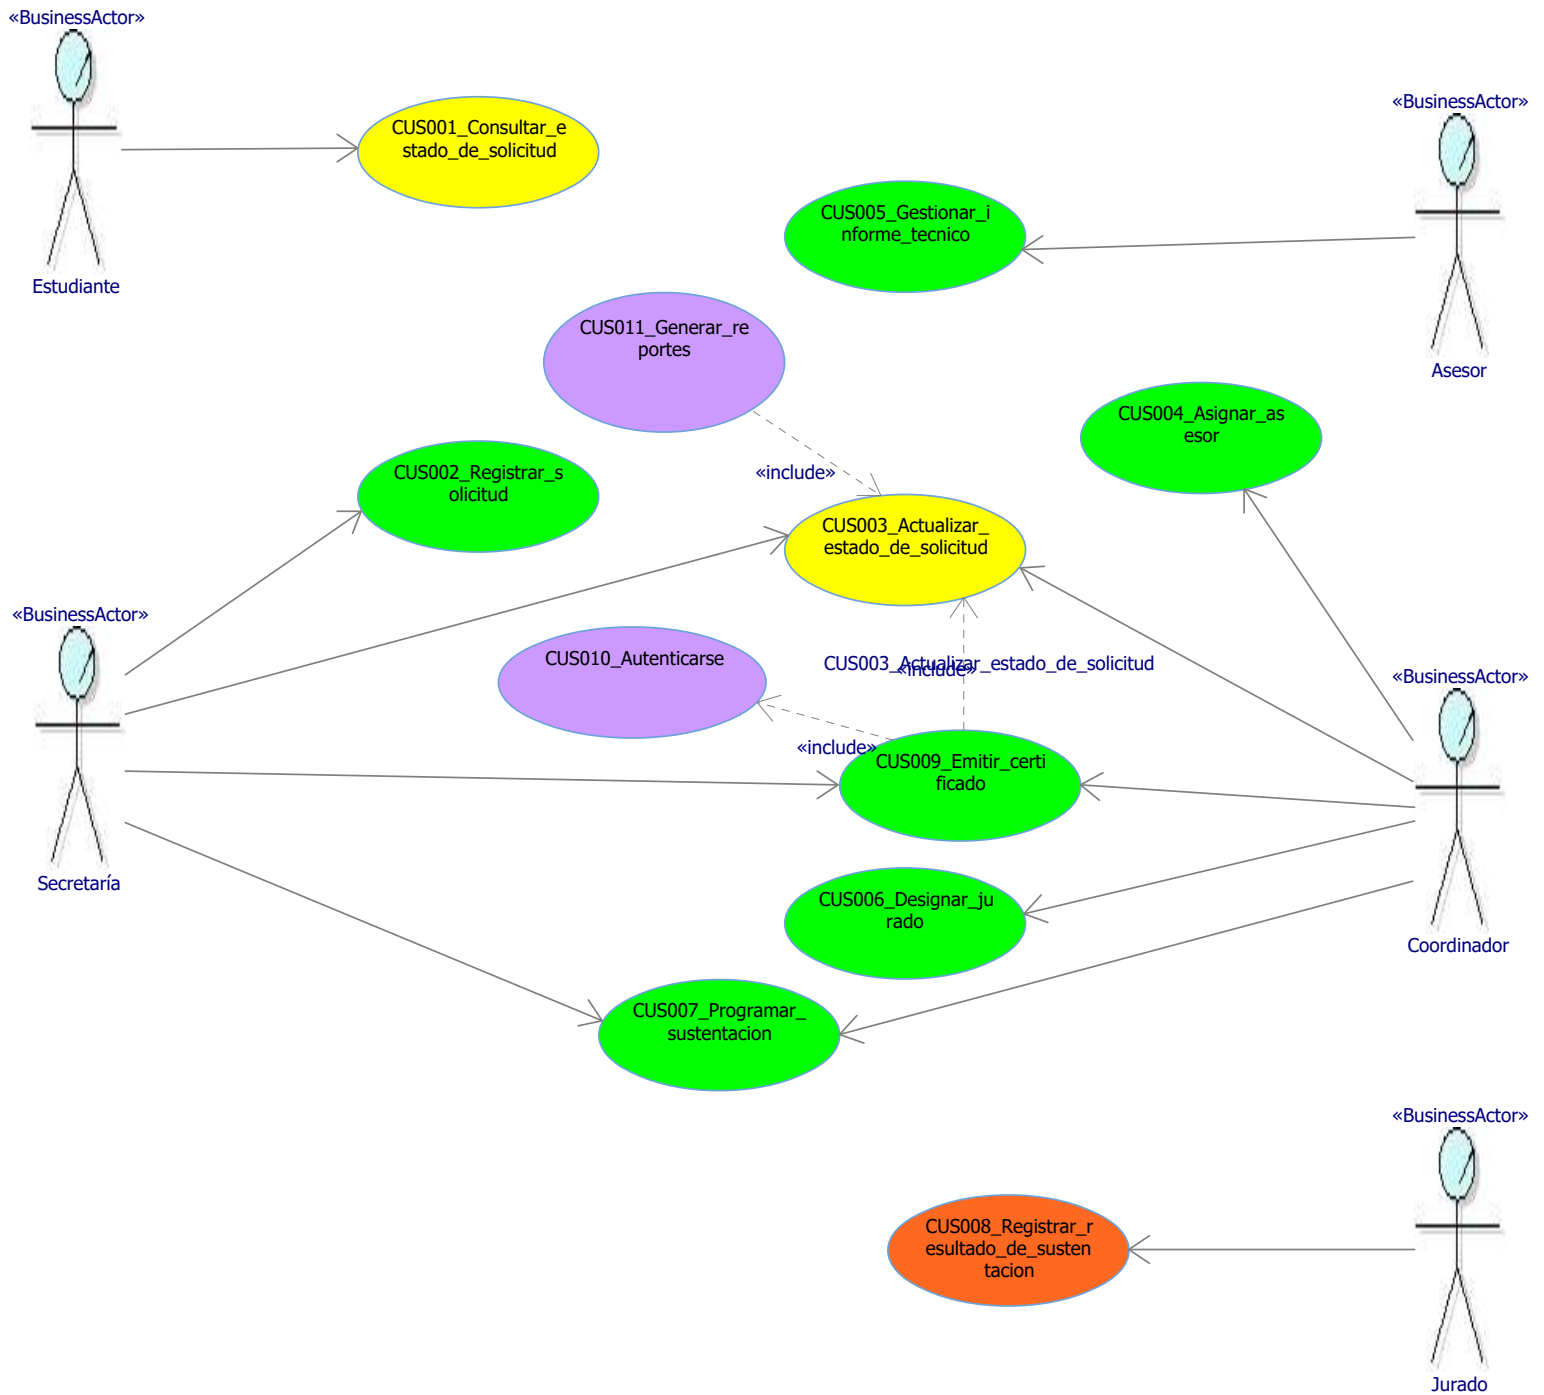 «BusinessActor»
Estudiante
CUS001_Consultar_e
stado_de_solicitud
«BusinessActor»
Asesor
CUS005_Gestionar_i
nforme_tecnico
CUS011_Generar_re
portes
CUS004_Asignar_as
esor
CUS002_Registrar_s
olicitud
«include»
CUS003_Actualizar_
estado_de_solicitud
«BusinessActor»
Secretaría
CUS010_Autenticarse
CUS003_Actualizar_estado_de_solicitud
«include»
«BusinessActor»
Coordinador
«include»
CUS009_Emitir_certi
ficado
CUS006_Designar_ju
rado
CUS007_Programar_
sustentacion
«BusinessActor»
Jurado
CUS008_Registrar_r
esultado_de_susten
tacion